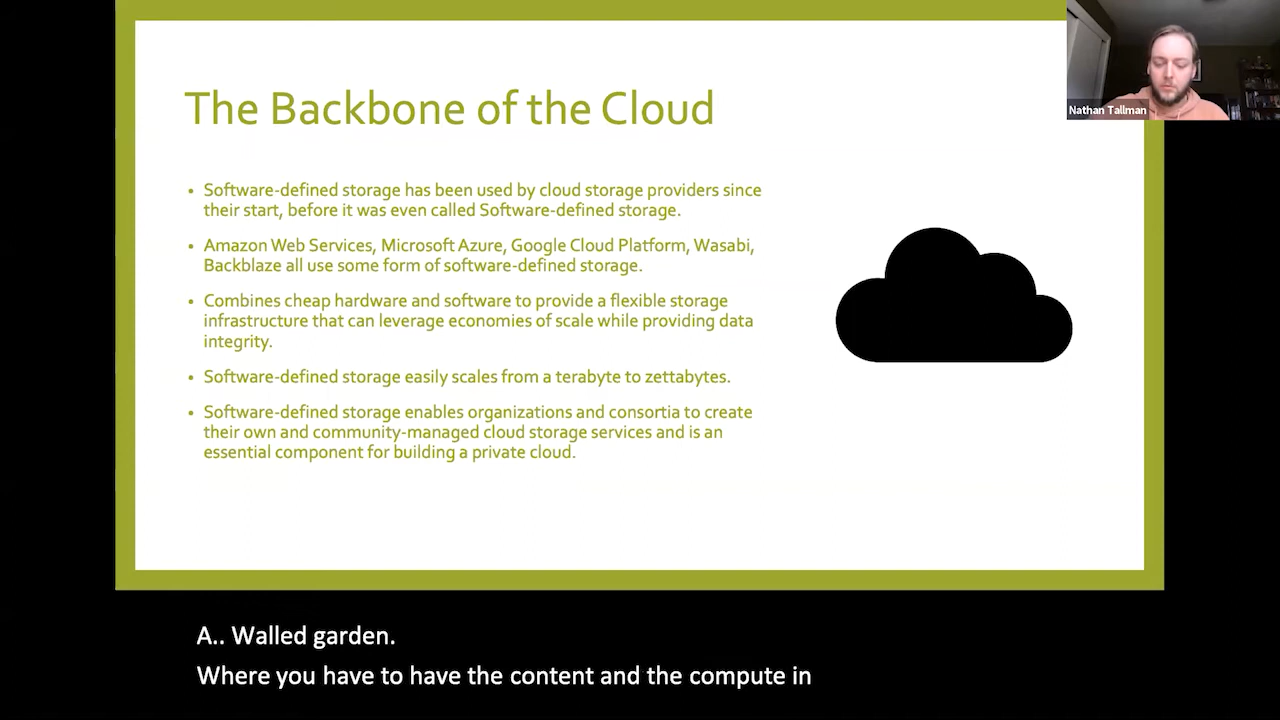 The Backbone of the Cloud
Nathan Tallman
• Software-defined storage has been used by cloud storage providers since
their start, before it was even called Software-defined storage.
• Amazon Web Services, Microsoft Azure, Google Cloud Platform, Wasabi,
Backblaze all use some form of software-defined storage.
• Combines cheap hardware and software to provide a flexible storage
infrastructure that can leverage economies of scale while providing data
integrity.
• Software-defined storage easily scales from a terabyte to zettabytes.
• Software-defined storage enables organizations and consortia to create
their own and community-managed cloud storage services and is an
essential component for building a private cloud.
A.. Walled garden.
Where you have to have the content and the compute in